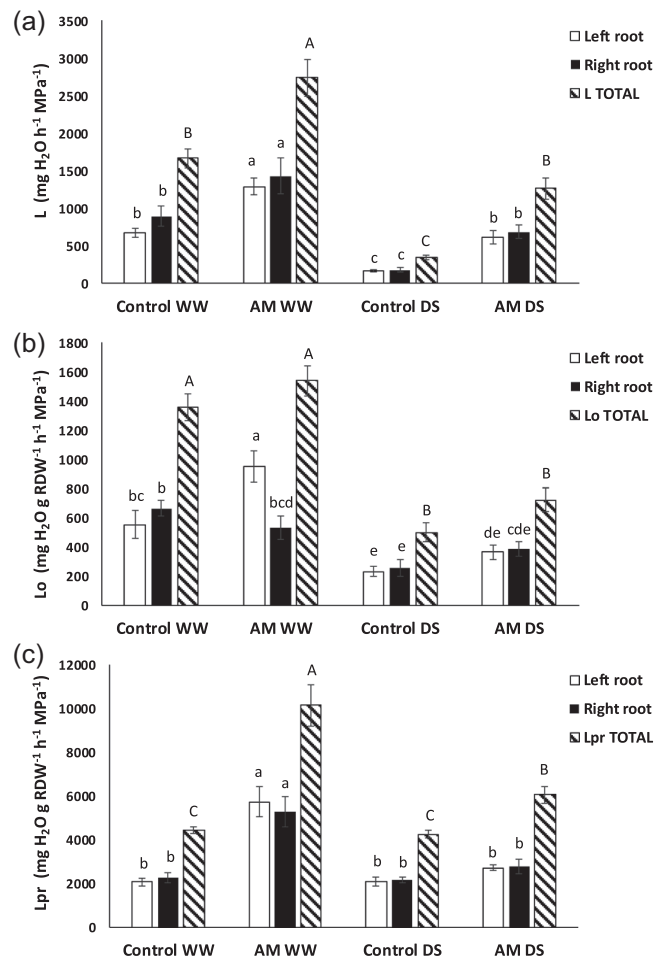 (a)
L (mg H₂O h⁻¹ MPa⁻¹)
3500
3000
2500
2000
1500
1000
500
0
b
b
B
a
a
A
c
c
C
b
b
B
Left root
Right root
L TOTAL
Control WW
AM WW
Control DS
AM DS
(b)
Lo (mg H₂O g RDW⁻¹ h⁻¹ MPa⁻¹)
1800
1600
1400
1200
1000
800
600
400
200
0
bc
b
A
a
bcd
A
e
e
B
de
cde
B
Left root
Right root
Lo TOTAL
Control WW
AM WW
Control DS
AM DS
(c)
Lpr (mg H₂O g RDW⁻¹ h⁻¹ MPa⁻¹)
12000
10000
8000
6000
4000
2000
0
b
b
C
a
a
A
b
b
C
b
b
B
Left root
Right root
Lpr TOTAL
Control WW
AM WW
Control DS
AM DS